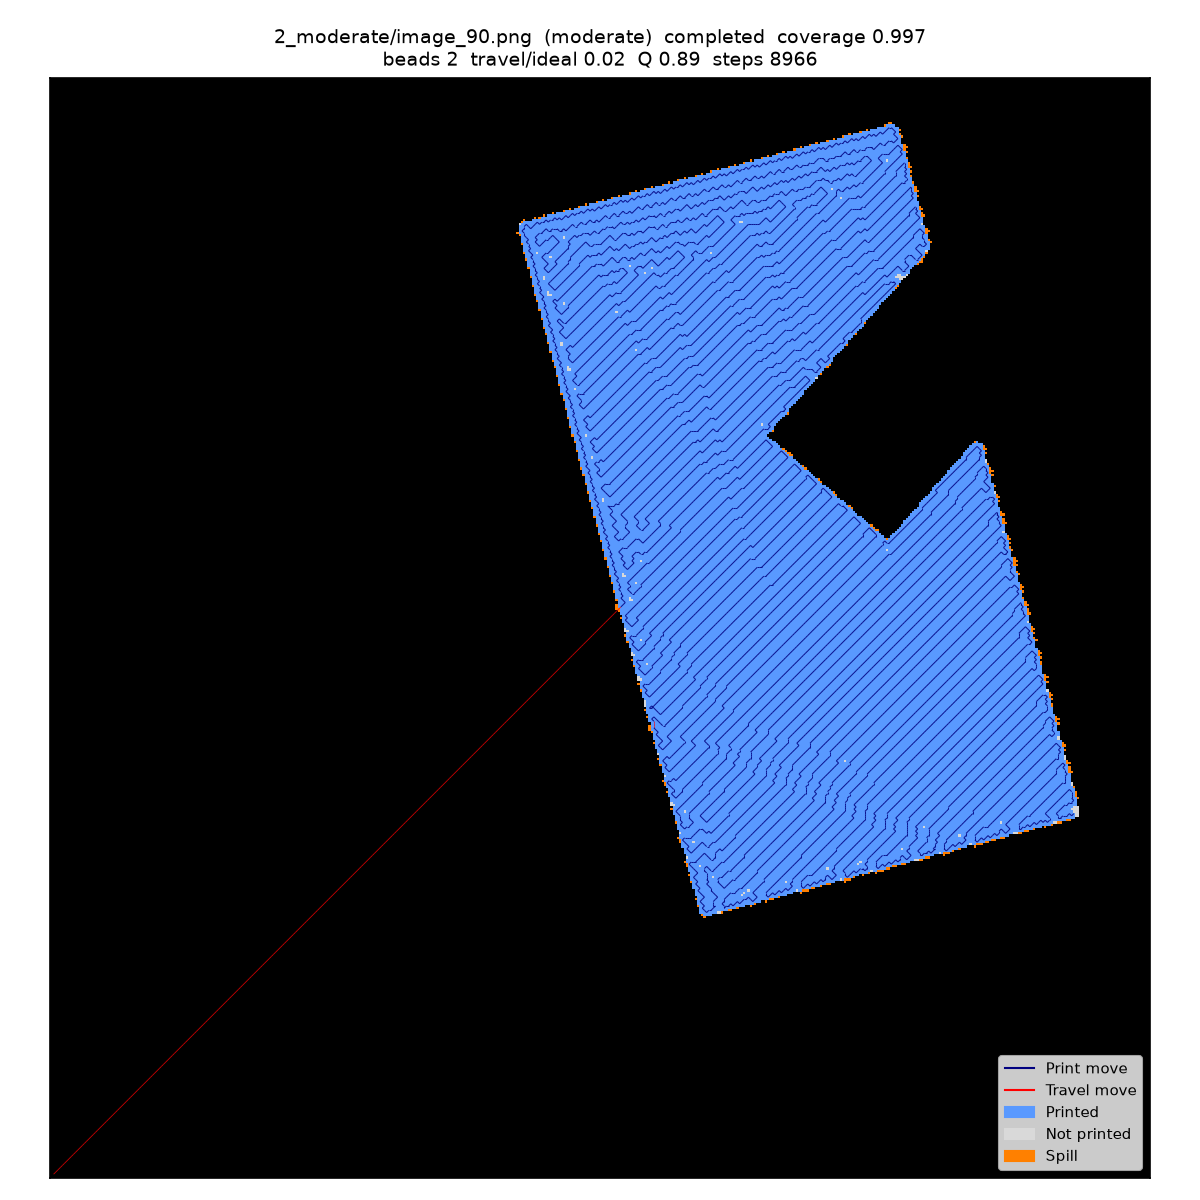 2_moderate/image_90.png  (moderate)  completed  coverage 0.997
beads 2  travel/ideal 0.02  Q 0.89  steps 8966
Print move
Travel move
Printed
Not printed
Spill